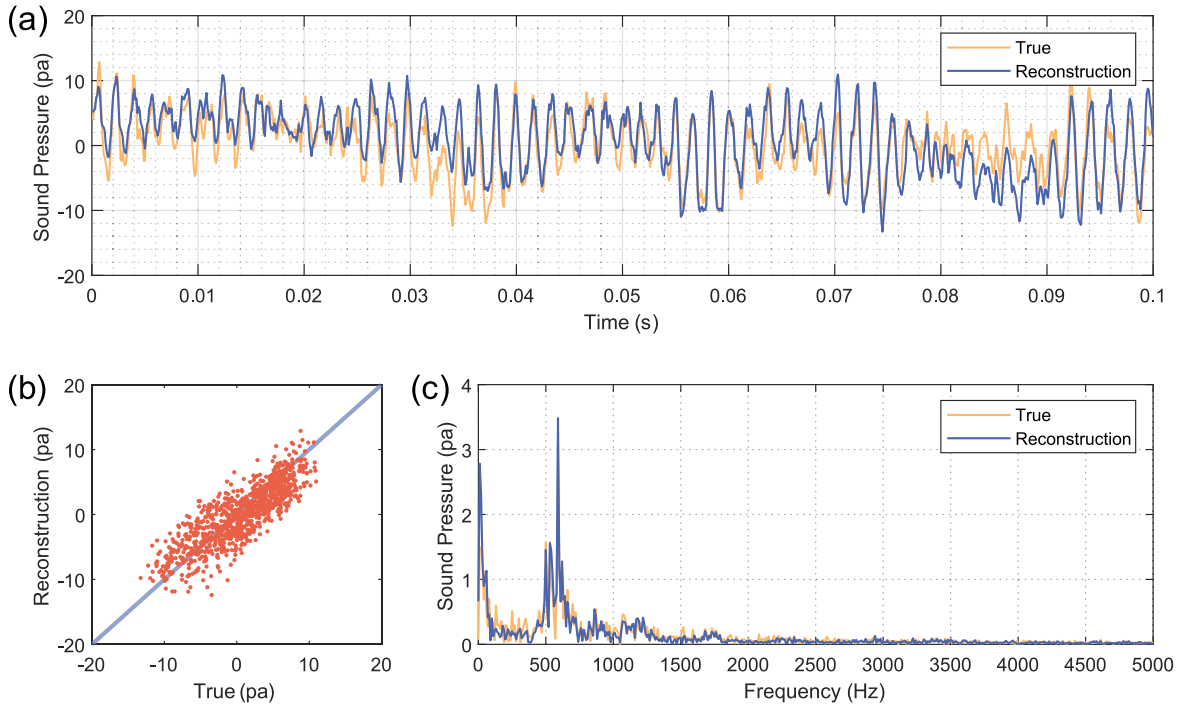 (a)
Sound Pressure (pa)
20
10
0
-10
-20
True
Reconstruction
0 0.01 0.02 0.03 0.04 0.05 0.06 0.07 0.08 0.09 0.1
Time (s)
(b)
Reconstruction (pa)
20
10
0
-10
-20
-20 -10 0 10 20
True (pa)
(c)
Sound Pressure (pa)
4
3
2
1
0
True
Reconstruction
0 500 1000 1500 2000 2500 3000 3500 4000 4500 5000
Frequency (Hz)